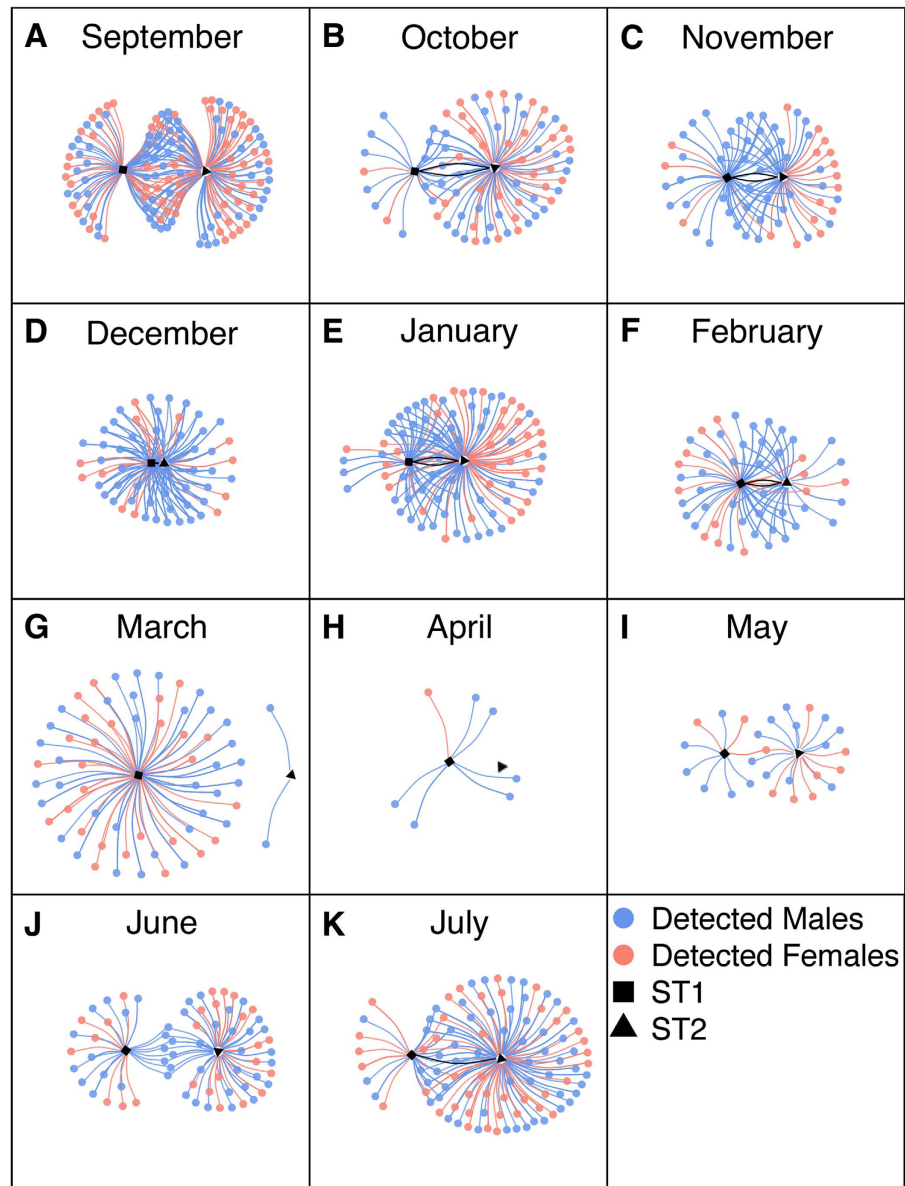 A September
B October
C November
D December
E January
F February
G March
H April
I May
J June
K July
Detected Males
Detected Females
ST1
ST2